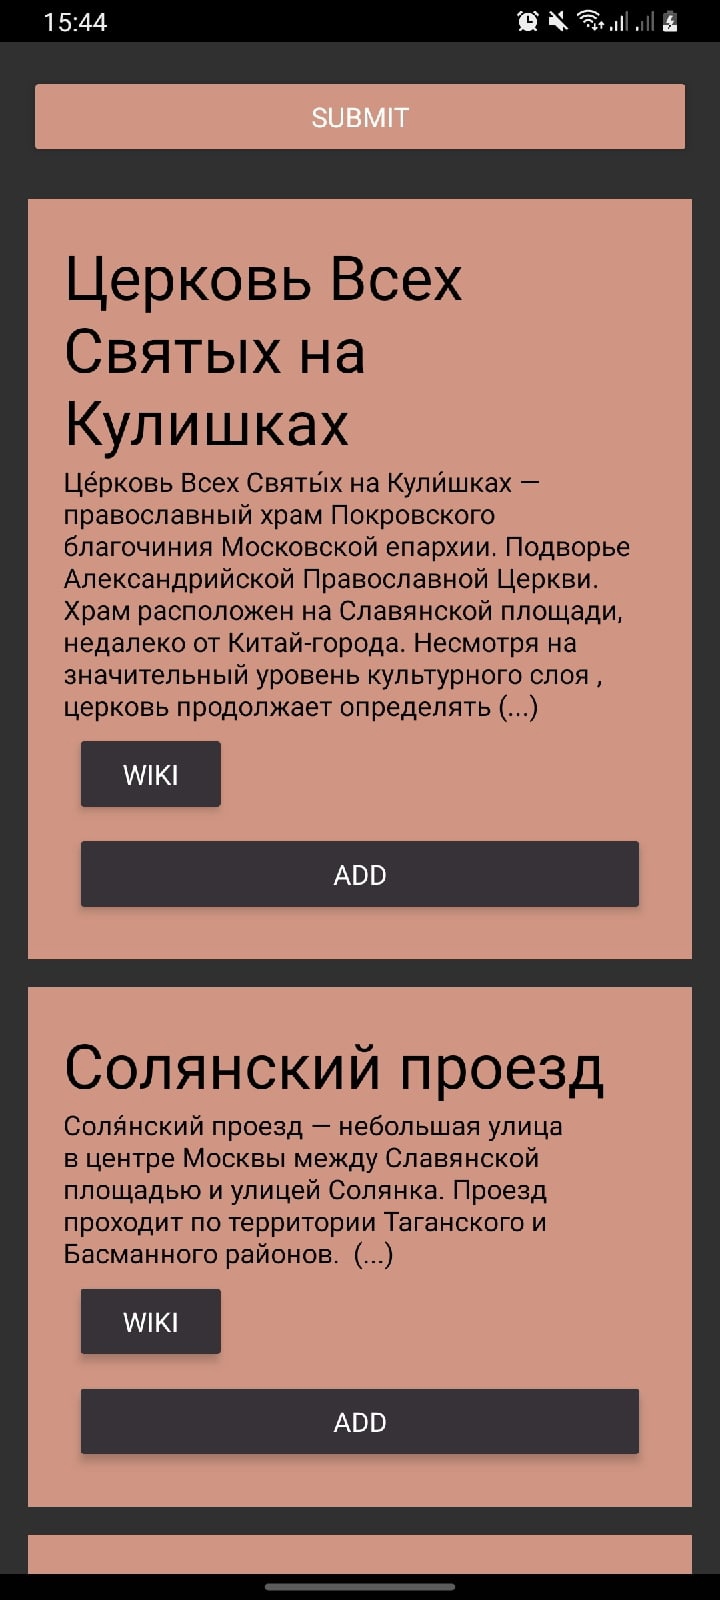 15:44
SUBMIT
Церковь Всех
Святых на
Кулишках
Це́рковь Всех Святы́х на Кули́шках —
православный храм Покровского
благочиния Московской епархии. Подворье
Александрийской Православной Церкви.
Храм расположен на Славянской площади,
недалеко от Китай-города. Несмотря на
значительный уровень культурного слоя ,
церковь продолжает определять (...)
WIKI
ADD
Солянский проезд
Соля́нский проезд — небольшая улица
в центре Москвы между Славянской
площадью и улицей Солянка. Проезд
проходит по территории Таганского и
Басманного районов.  (...)
WIKI
ADD